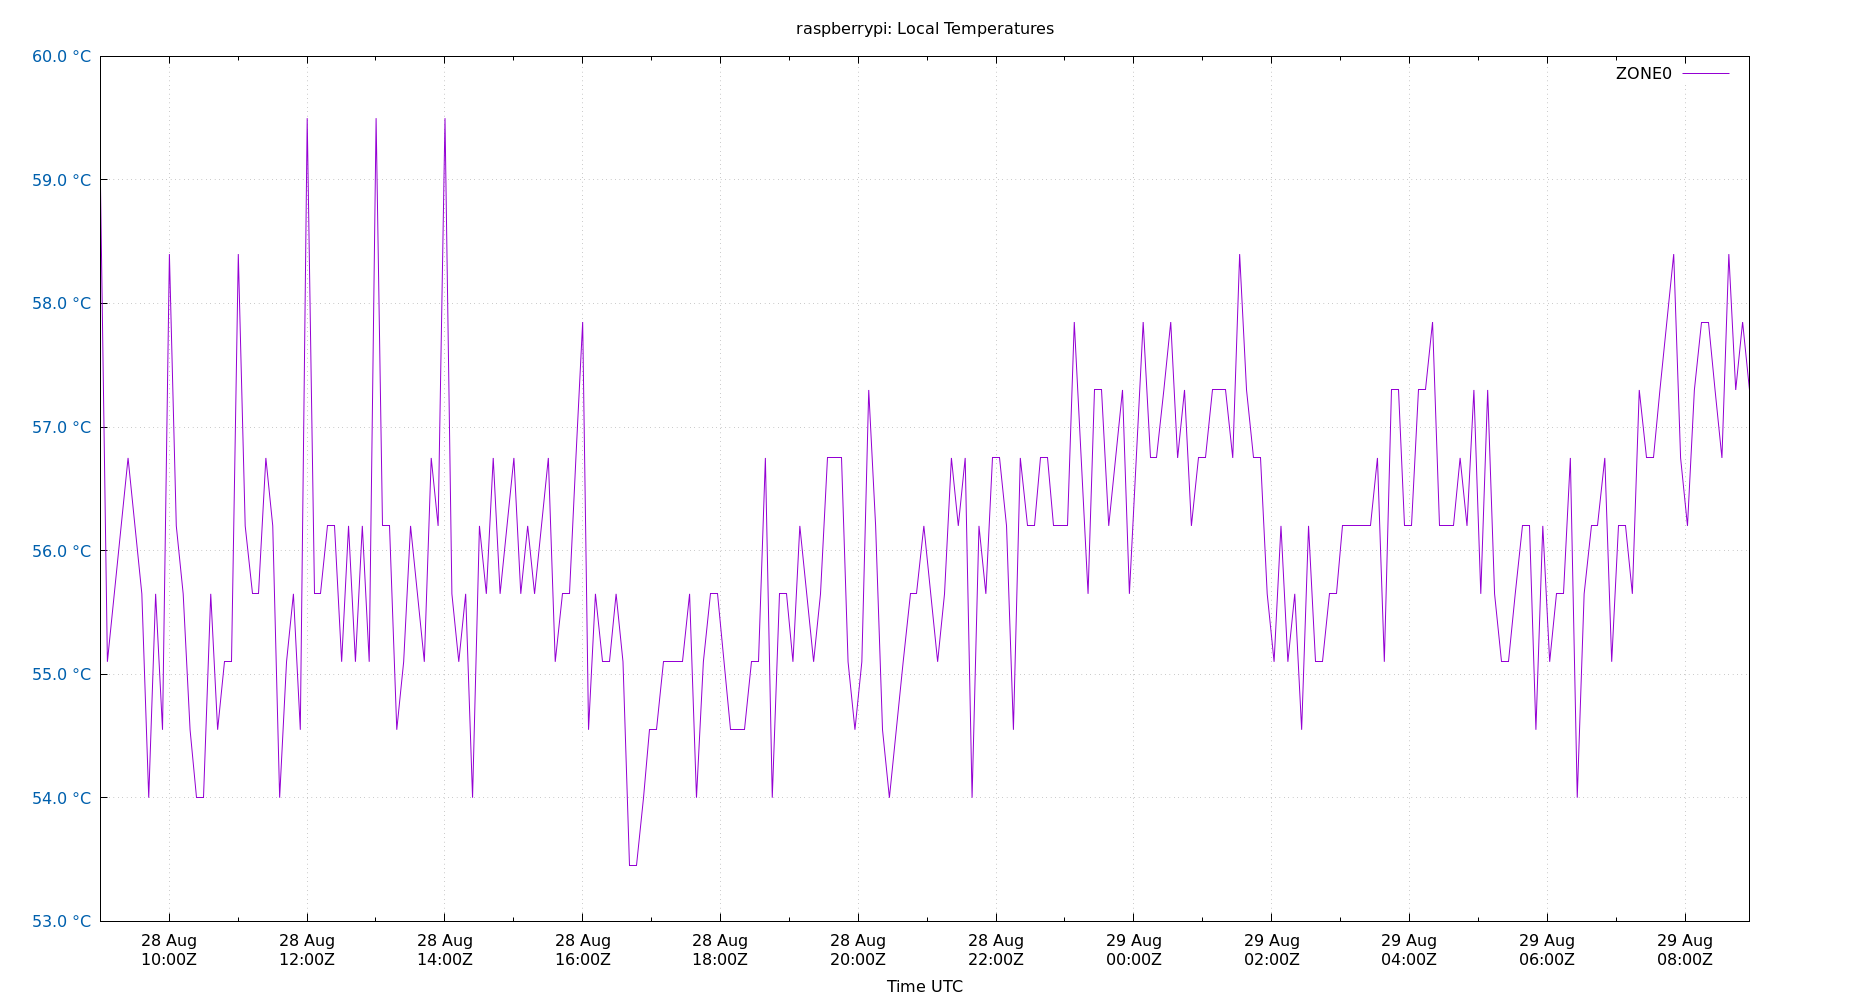 raspberrypi: Local Temperatures
ZONE0
60.0 °C
59.0 °C
58.0 °C
57.0 °C
56.0 °C
55.0 °C
54.0 °C
53.0 °C
28 Aug 28 Aug 28 Aug 28 Aug 28 Aug 28 Aug 28 Aug 29 Aug 29 Aug 29 Aug 29 Aug 29 Aug
10:00Z 12:00Z 14:00Z 16:00Z 18:00Z 20:00Z 22:00Z 00:00Z 02:00Z 04:00Z 06:00Z 08:00Z
Time UTC